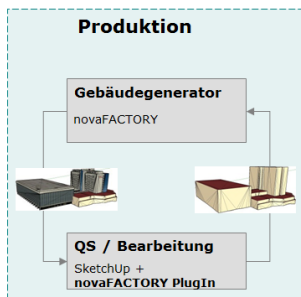 Produktion
Gebäudegenerator
novaFACTORY
QS / Bearbeitung
SketchUp +
novaFACTORY PlugIn